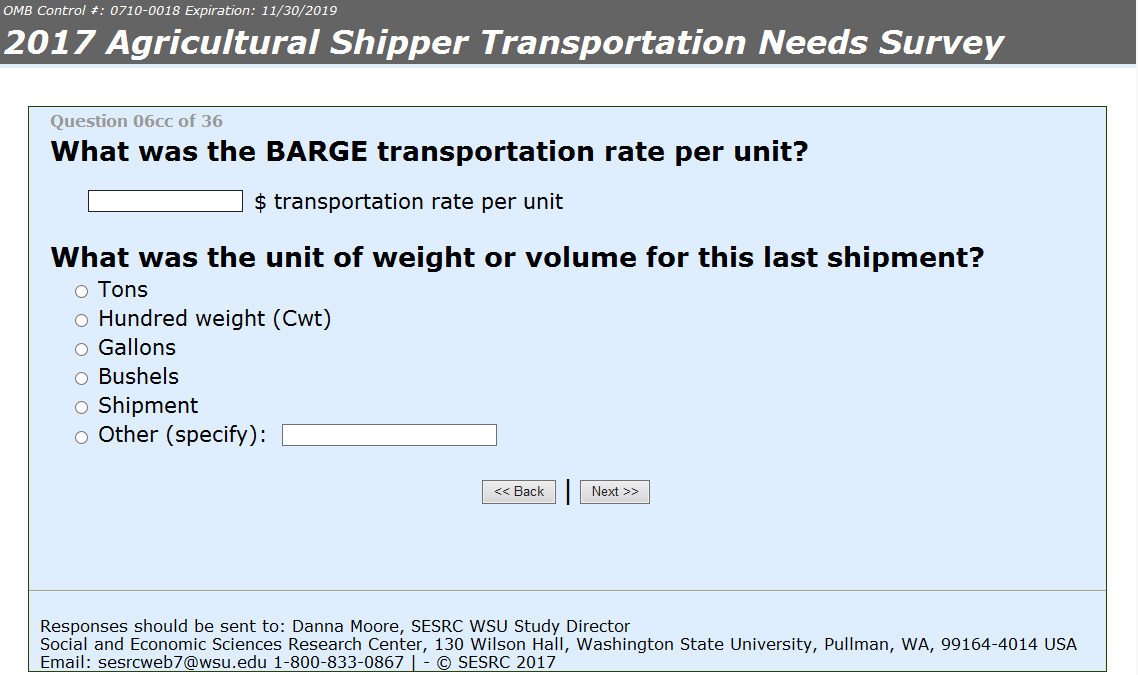 OMB Control #: 0710-0018 Expiration: 11/30/2019
2017 Agricultural Shipper Transportation Needs Survey
Question 06cc of 36
What was the BARGE transportation rate per unit?
$ transportation rate per unit
What was the unit of weight or volume for this last shipment?
Tons
Hundred weight (Cwt)
Gallons
Bushels
Shipment
Other (specify):
<< Back | Next >>
Responses should be sent to: Danna Moore, SESRC WSU Study Director
Social and Economic Sciences Research Center, 130 Wilson Hall, Washington State University, Pullman, WA, 99164-4014 USA
Email: sesrcweb7@wsu.edu 1-800-833-0867 | - © SESRC 2017